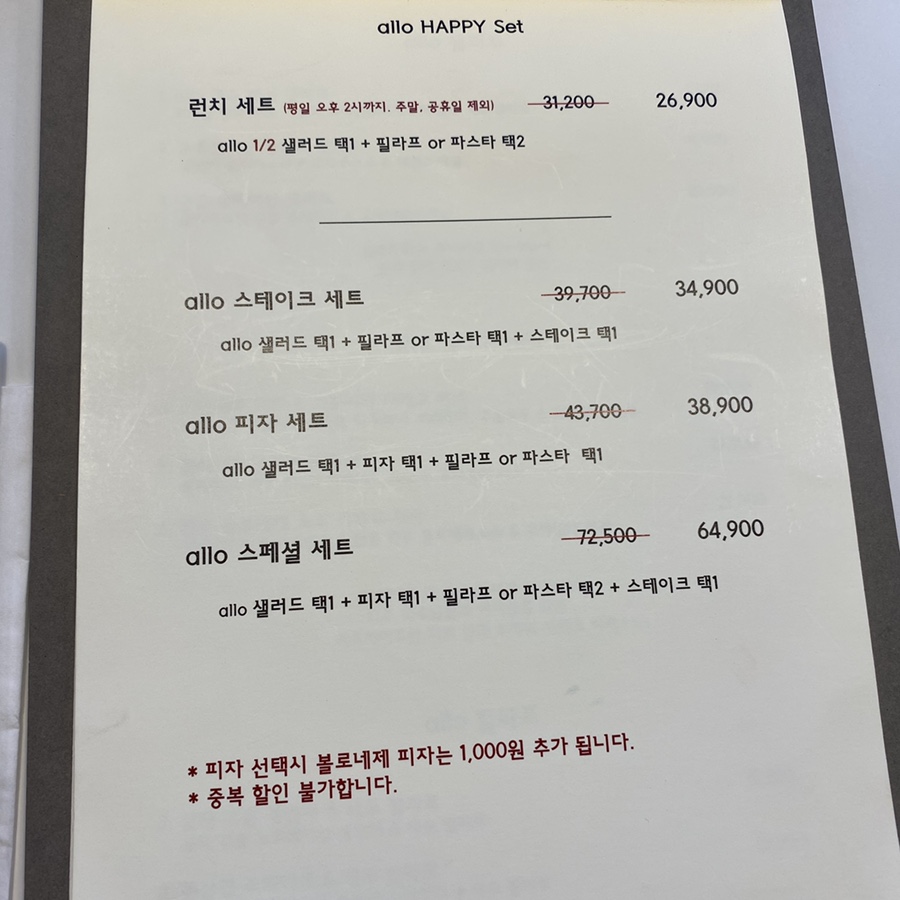 allo HAPPY Set
런치 세트 (평일 오후 2시까지. 주말, 공휴일 제외) 31,200 26,900
allo 1/2 샐러드 택1 + 필라프 or 파스타 택2
allo 스테이크 세트 39,700 34,900
allo 샐러드 택1 + 필라프 or 파스타 택1 + 스테이크 택1
allo 피자 세트 43,700 38,900
allo 샐러드 택1 + 피자 택1 + 필라프 or 파스타 택1
allo 스페셜 세트 72,500 64,900
allo 샐러드 택1 + 피자 택1 + 필라프 or 파스타 택2 + 스테이크 택1
* 피자 선택시 볼로네제 피자는 1,000원 추가 됩니다.
* 중복 할인 불가합니다.